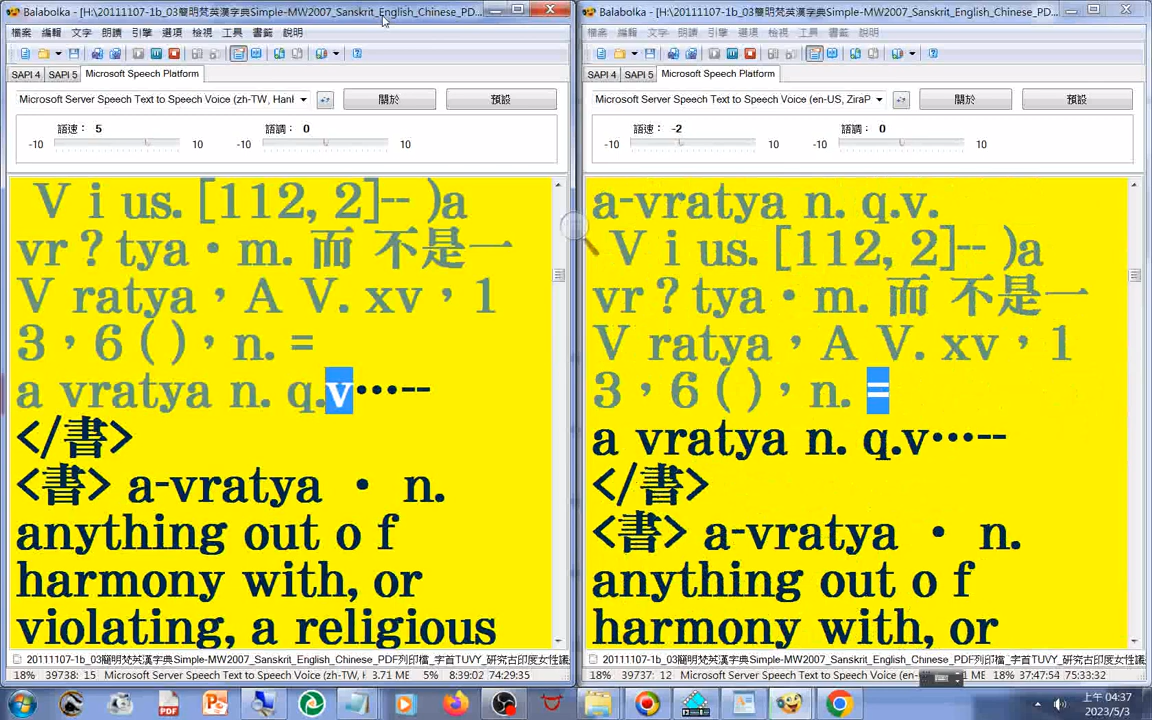 Balabolka - [H:\20111107-1b_03簡明梵英漢字典Simple-MW2007_Sanskrit_English_Chinese_PD...
檔案 編輯 文字 朗讀 引擎 選項 檢視 工具 書籤 說明
SAPI 4 SAPI 5 Microsoft Speech Platform
Microsoft Server Speech Text to Speech Voice (zh-TW, Hanl 關於 預設
語速： 5 語調： 0
-10 10 -10 10
V i us. [112, 2]-- )a
vr？tya・m. 而 不是一
V ratya，A V. xv，1
3，6 ( )，n. =
a vratya n. q.v…--
</書>
<書> a-vratya ・ n.
anything out o f
harmony with, or
violating, a religious
20111107-1b_03簡明梵英漢字典Simple-MW2007_Sanskrit_English_Chinese_PDF列印檔_字首TUVY_研究古印度女性議
18% 39738: 15 Microsoft Server Speech Text to Speech Voice (zh-TW, I 3.71 ME 5% 8:39:02 74:29:35
Balabolka - [H:\20111107-1b_03簡明梵英漢字典Simple-MW2007_Sanskrit_English_Chinese_PD...
檔案 編輯 文字 朗讀 引擎 選項 檢視 工具 書籤 說明
SAPI 4 SAPI 5 Microsoft Speech Platform
Microsoft Server Speech Text to Speech Voice (en-US, ZiraP 關於 預設
語速： -2 語調： 0
-10 10 -10 10
a-vratya n. q.v.
V i us. [112, 2]-- )a
vr？tya・m. 而 不是一
V ratya，A V. xv，1
3，6 ( )，n. =
a vratya n. q.v…--
</書>
<書> a-vratya ・ n.
anything out o f
harmony with, or
20111107-1b_03簡明梵英漢字典Simple-MW2007_Sanskrit_English_Chinese_PDF列印檔_字首TUVY_研究古印度女性議
18% 39737: 12 Microsoft Server Speech Text to Speech Voice (en-US 18% 37:47:54 75:33:32
上午 04:37
2023/5/3